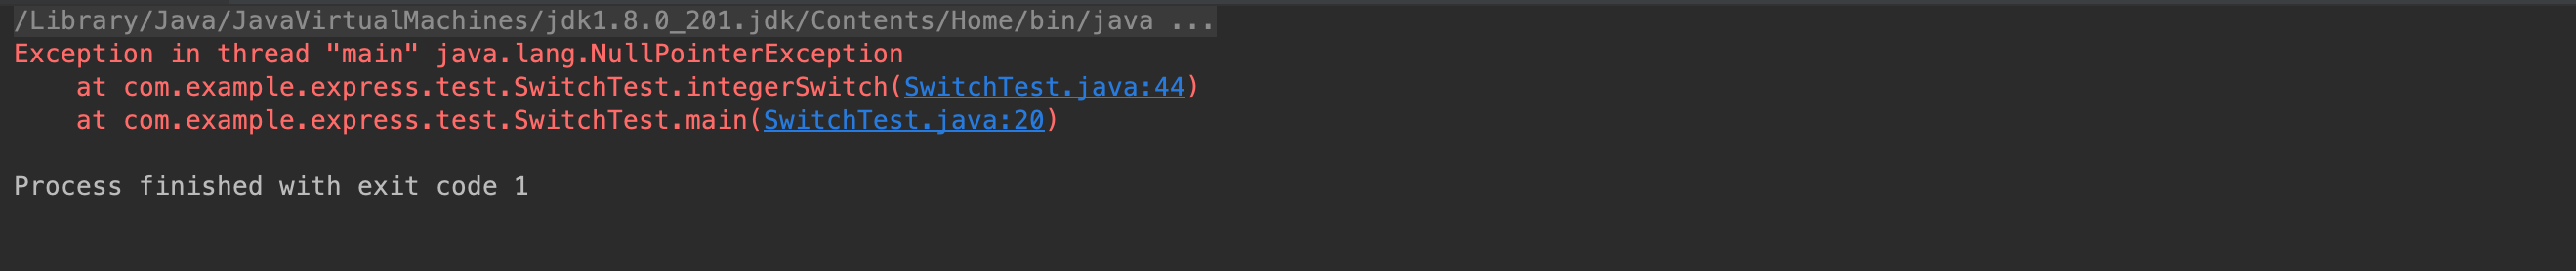 /Library/Java/JavaVirtualMachines/jdk1.8.0_201.jdk/Contents/Home/bin/java ...
Exception in thread "main" java.lang.NullPointerException
    at com.example.express.test.SwitchTest.integerSwitch(SwitchTest.java:44)
    at com.example.express.test.SwitchTest.main(SwitchTest.java:20)
Process finished with exit code 1